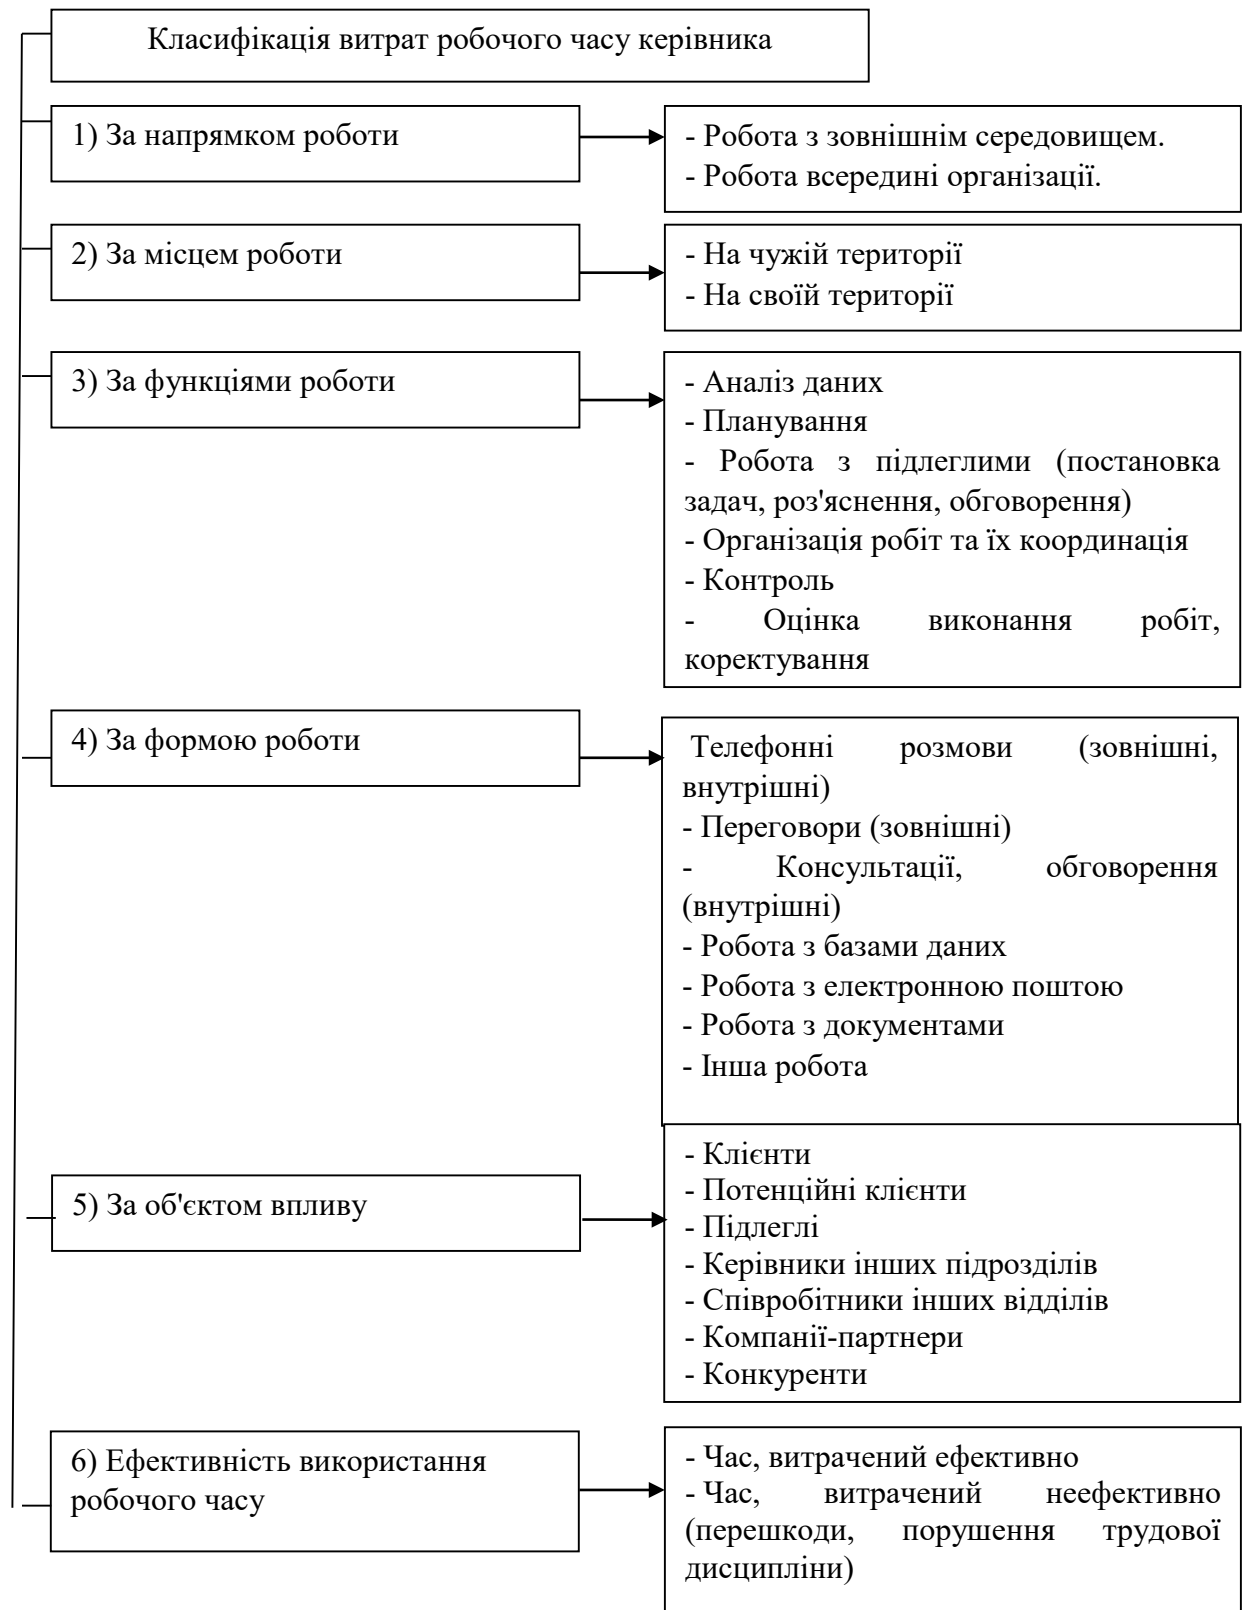 Класифікація витрат робочого часу керівника
1) За напрямком роботи
- Робота з зовнішнім середовищем.
- Робота всередині організації.
2) За місцем роботи
- На чужій території
- На своїй території
3) За функціями роботи
- Аналіз даних
- Планування
- Робота з підлеглими (постановка
задач, роз'яснення, обговорення)
- Організація робіт та їх координація
- Контроль
- Оцінка виконання робіт,
коректування
4) За формою роботи
Телефонні розмови (зовнішні,
внутрішні)
- Переговори (зовнішні)
- Консультації, обговорення
(внутрішні)
- Робота з базами даних
- Робота з електронною поштою
- Робота з документами
- Інша робота
5) За об'єктом впливу
- Клієнти
- Потенційні клієнти
- Підлеглі
- Керівники інших підрозділів
- Співробітники інших відділів
- Компанії-партнери
- Конкуренти
6) Ефективність використання
робочого часу
- Час, витрачений ефективно
- Час, витрачений неефективно
(перешкоди, порушення трудової
дисципліни)